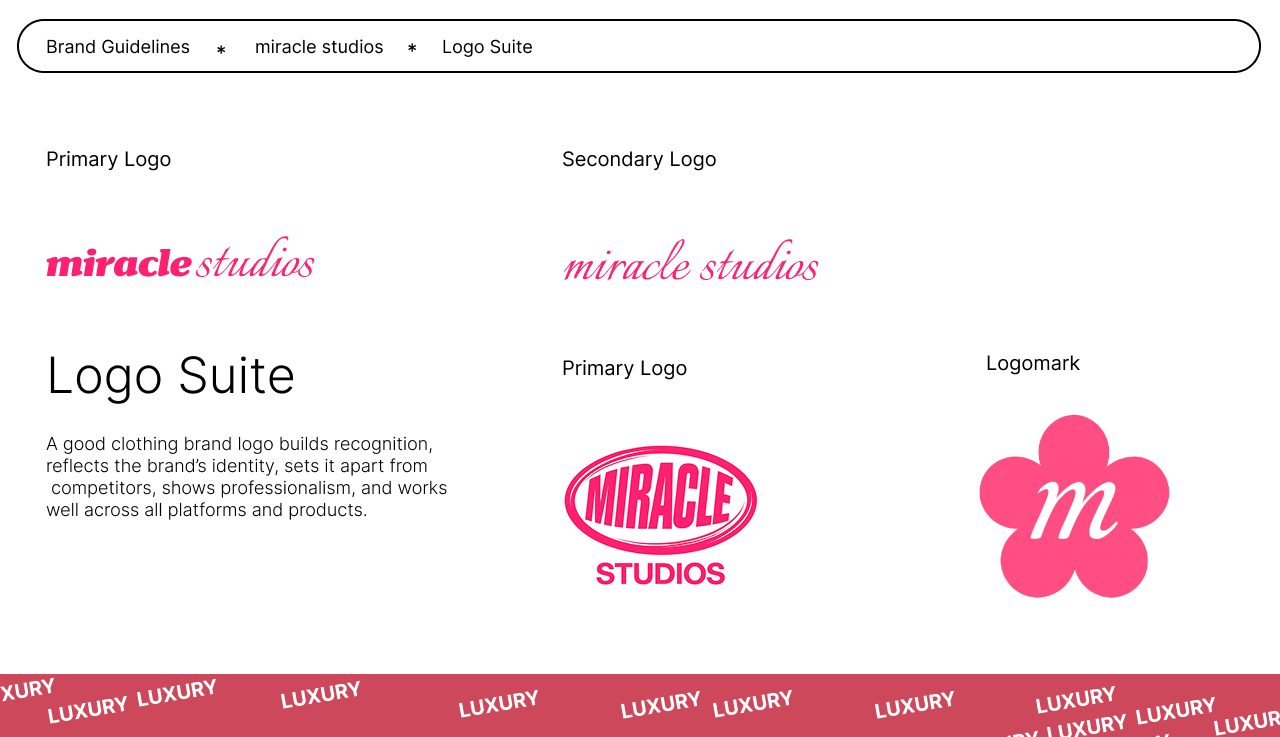 Brand Guidelines * miracle studios * Logo Suite
Primary Logo
Secondary Logo
miracle studios
miracle studios
Logo Suite
A good clothing brand logo builds recognition,
reflects the brand’s identity, sets it apart from
competitors, shows professionalism, and works
well across all platforms and products.
Primary Logo
MIRACLE
STUDIOS
Logomark
m
XURY
LUXURY
LUXURY
LUXURY
LUXURY
LUXURY
LUXURY
LUXURY
LUXURY
LUXURY
LUXURY
LUXUR